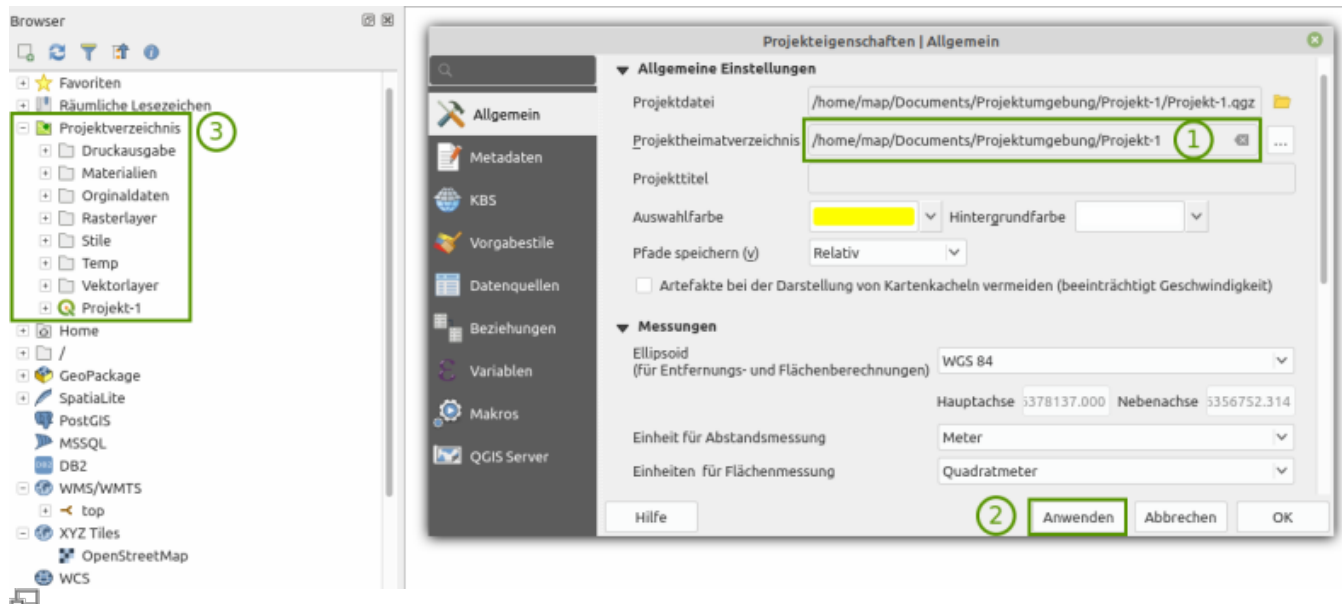 Browser
Favoriten
Räumliche Lesezeichen
Projektverzeichnis
3
Druckausgabe
Materialien
Orginaldaten
Rasterlayer
Stile
Temp
Vektorlayer
Projekt-1
Home
/
GeoPackage
SpatiaLite
PostGIS
MSSQL
DB2
WMS/WMTS
top
XYZ Tiles
OpenStreetMap
WCS
Projekteigenschaften | Allgemein
Allgemein
Metadaten
KBS
Vorgabestile
Datenquellen
Beziehungen
Variablen
Makros
QGIS Server
Allgemeine Einstellungen
Projektdatei /home/map/Documents/Projektumgebung/Projekt-1/Projekt-1.qgz
Projektheimatverzeichnis /home/map/Documents/Projektumgebung/Projekt-1 1 ...
Projekttitel
Auswahlfarbe Hintergrundfarbe
Pfade speichern (v) Relativ
Artefakte bei der Darstellung von Kartenkacheln vermeiden (beeinträchtigt Geschwindigkeit)
Messungen
Ellipsoid
(für Entfernungs- und Flächenberechnungen) WGS 84
Hauptachse 6378137.000 Nebenachse 6356752.314
Einheit für Abstandsmessung Meter
Einheiten für Flächenmessung Quadratmeter
Hilfe 2 Anwenden Abbrechen OK